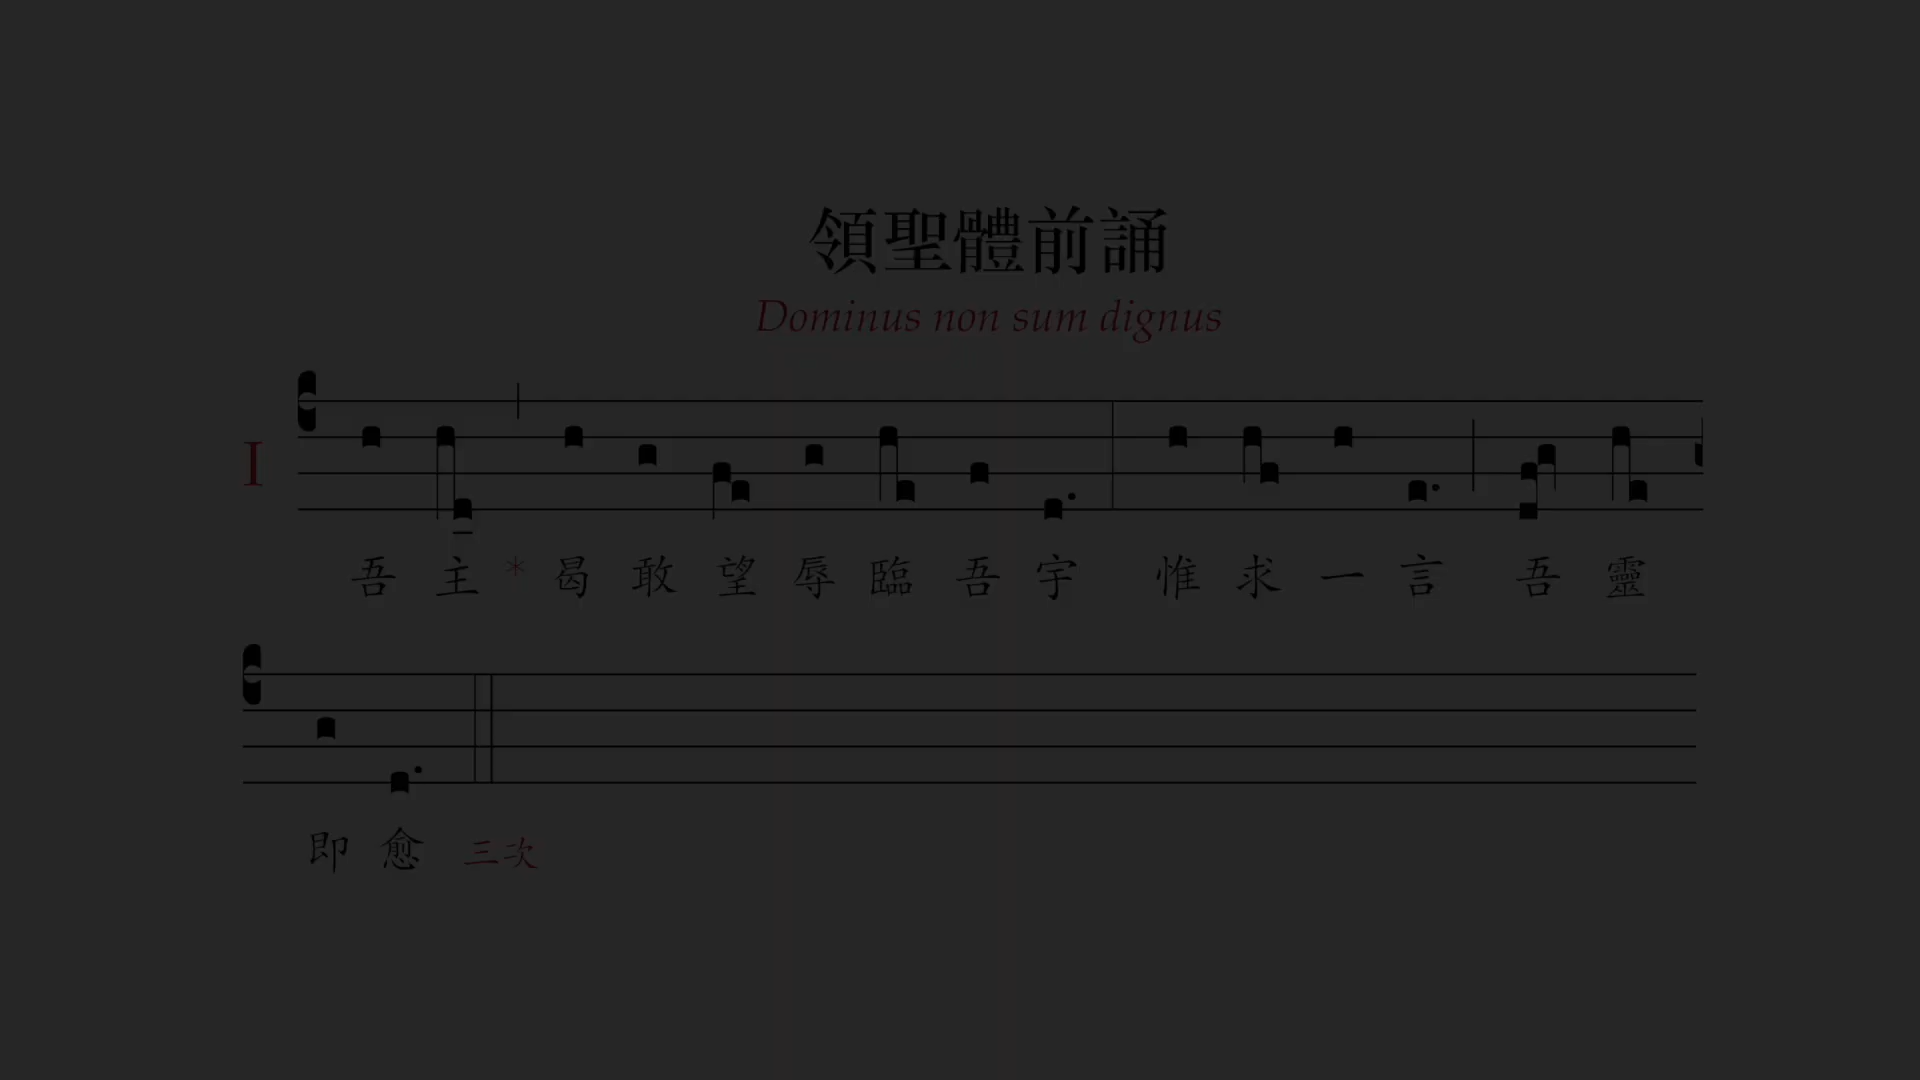 領聖體前誦
Dominus non sum dignus
I
吾 主 * 曷 敢 望 辱 臨 吾 宇 惟 求 一 言 吾 靈
即 愈 三次